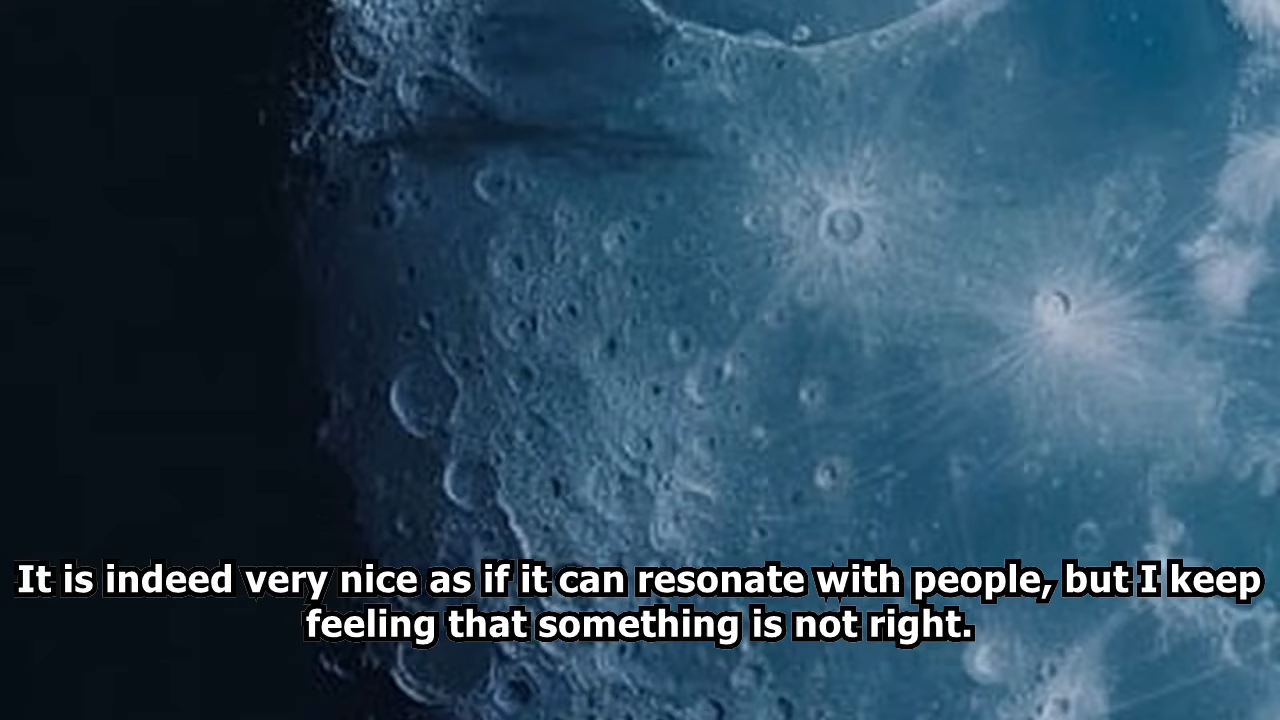 It is indeed very nice as if it can resonate with people, but I keep
feeling that something is not right.